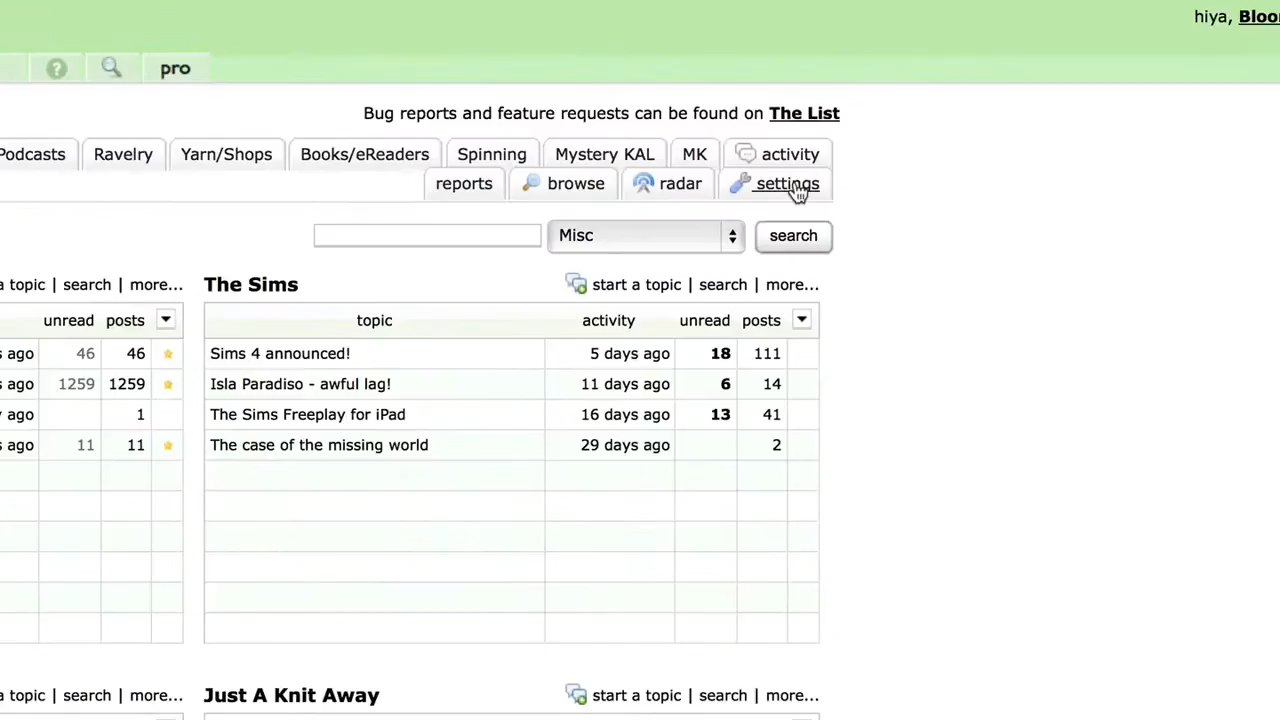 hiya, Bloo
pro
Bug reports and feature requests can be found on The List
Podcasts Ravelry Yarn/Shops Books/eReaders Spinning Mystery KAL MK activity
reports browse radar settings
Misc search
a topic | search | more... The Sims start a topic | search | more...
unread posts topic activity unread posts
s ago 46 46 Sims 4 announced! 5 days ago 18 111
s ago 1259 1259 Isla Paradiso - awful lag! 11 days ago 6 14
y ago 1 The Sims Freeplay for iPad 16 days ago 13 41
s ago 11 11 The case of the missing world 29 days ago 2
a topic | search | more... Just A Knit Away start a topic | search | more...